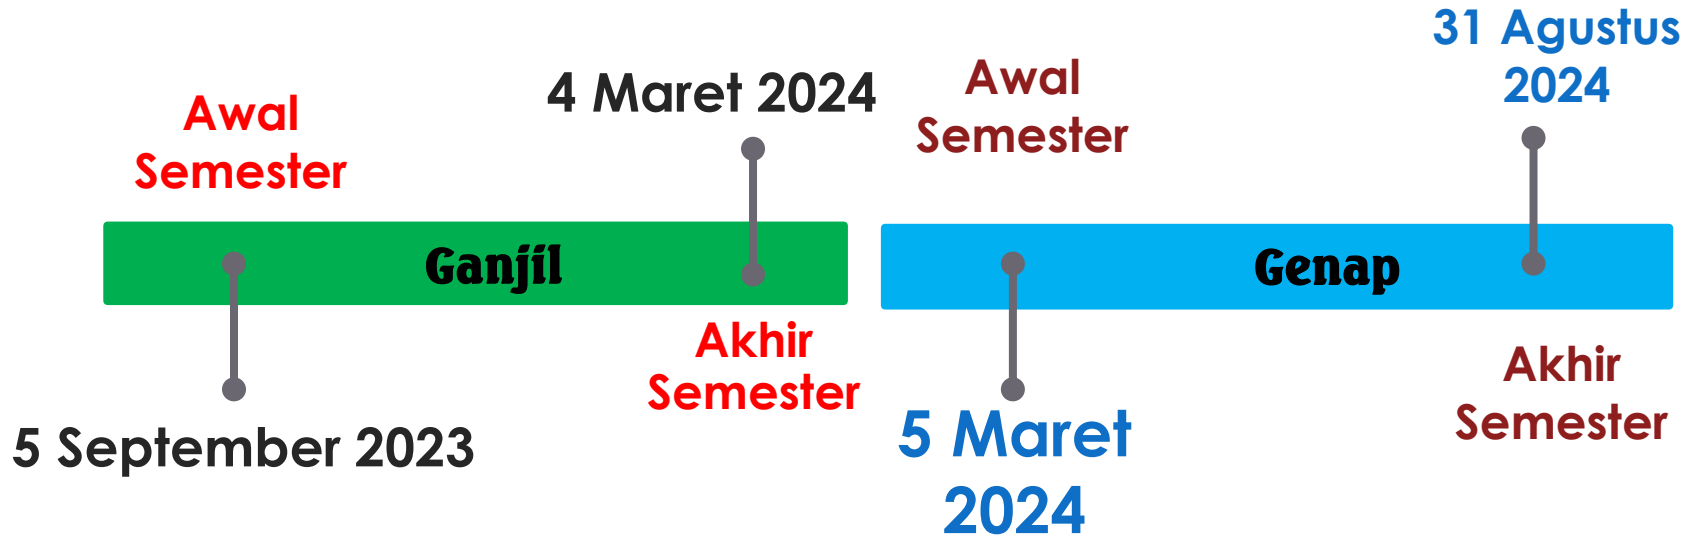 Awal
Semester
4 Maret 2024
Ganjil
Akhir
Semester
5 September 2023
Awal
Semester
31 Agustus
2024
Genap
5 Maret
2024
Akhir
Semester